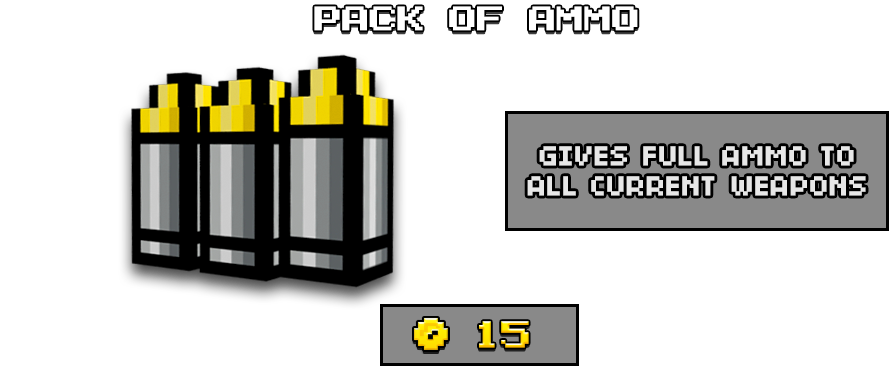 PACK OF AMMO
GIVES FULL AMMO TO
ALL CURRENT WEAPONS
15